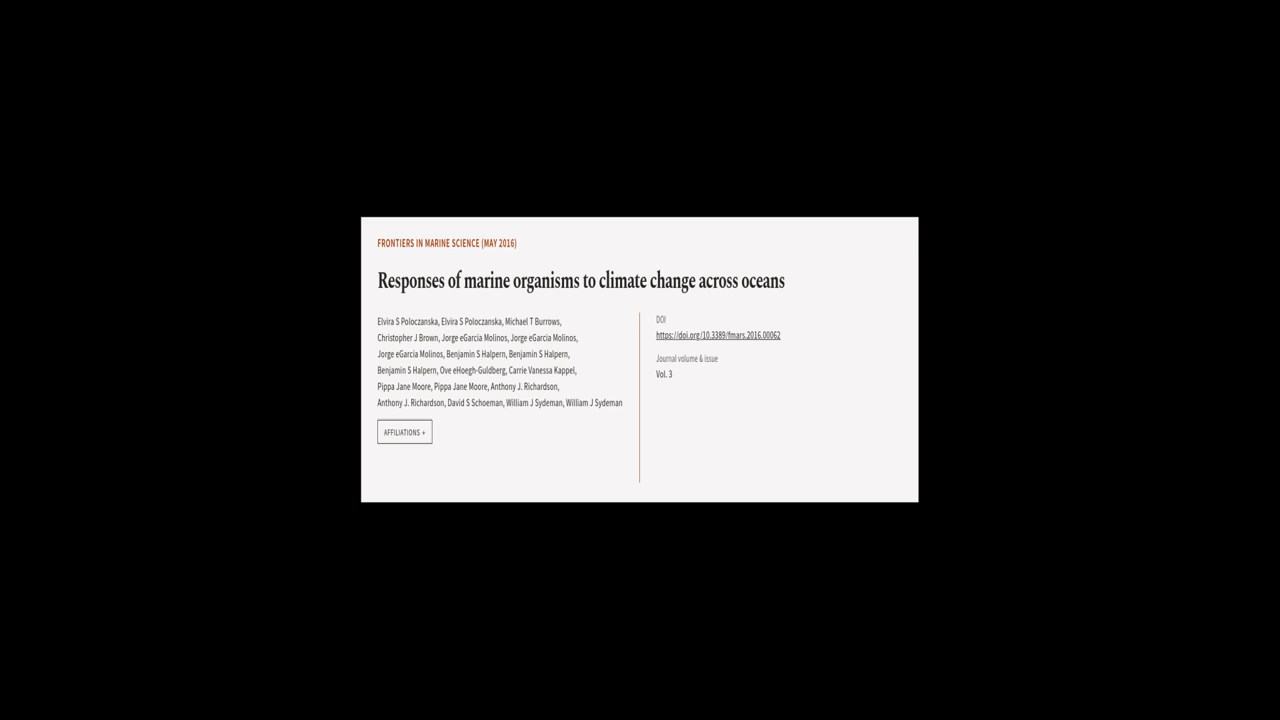 FRONTIERS IN MARINE SCIENCE (MAY 2016)
Responses of marine organisms to climate change across oceans
Elvira S Poloczanska, Elvira S Poloczanska, Michael T Burrows,
Christopher J Brown, Jorge eGarcia Molinos, Jorge eGarcia Molinos,
Jorge eGarcia Molinos, Benjamin S Halpern, Benjamin S Halpern,
Benjamin S Halpern, Ove eHoegh-Guldberg, Carrie Vanessa Kappel,
Pippa Jane Moore, Pippa Jane Moore, Anthony J. Richardson,
Anthony J. Richardson, David S Schoeman, William J Sydeman, William J Sydeman
AFFILIATIONS +
DOI
https://doi.org/10.3389/fmars.2016.00062
Journal volume & issue
Vol. 3